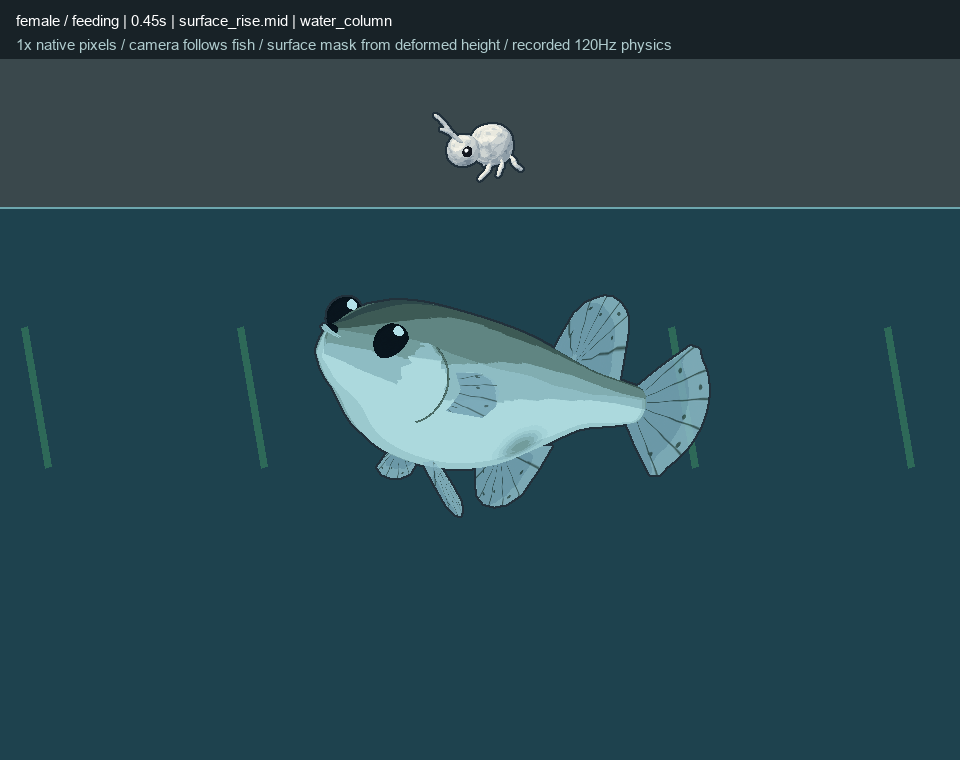 female / feeding | 0.45s | surface_rise.mid | water_column
1x native pixels / camera follows fish / surface mask from deformed height / recorded 120Hz physics